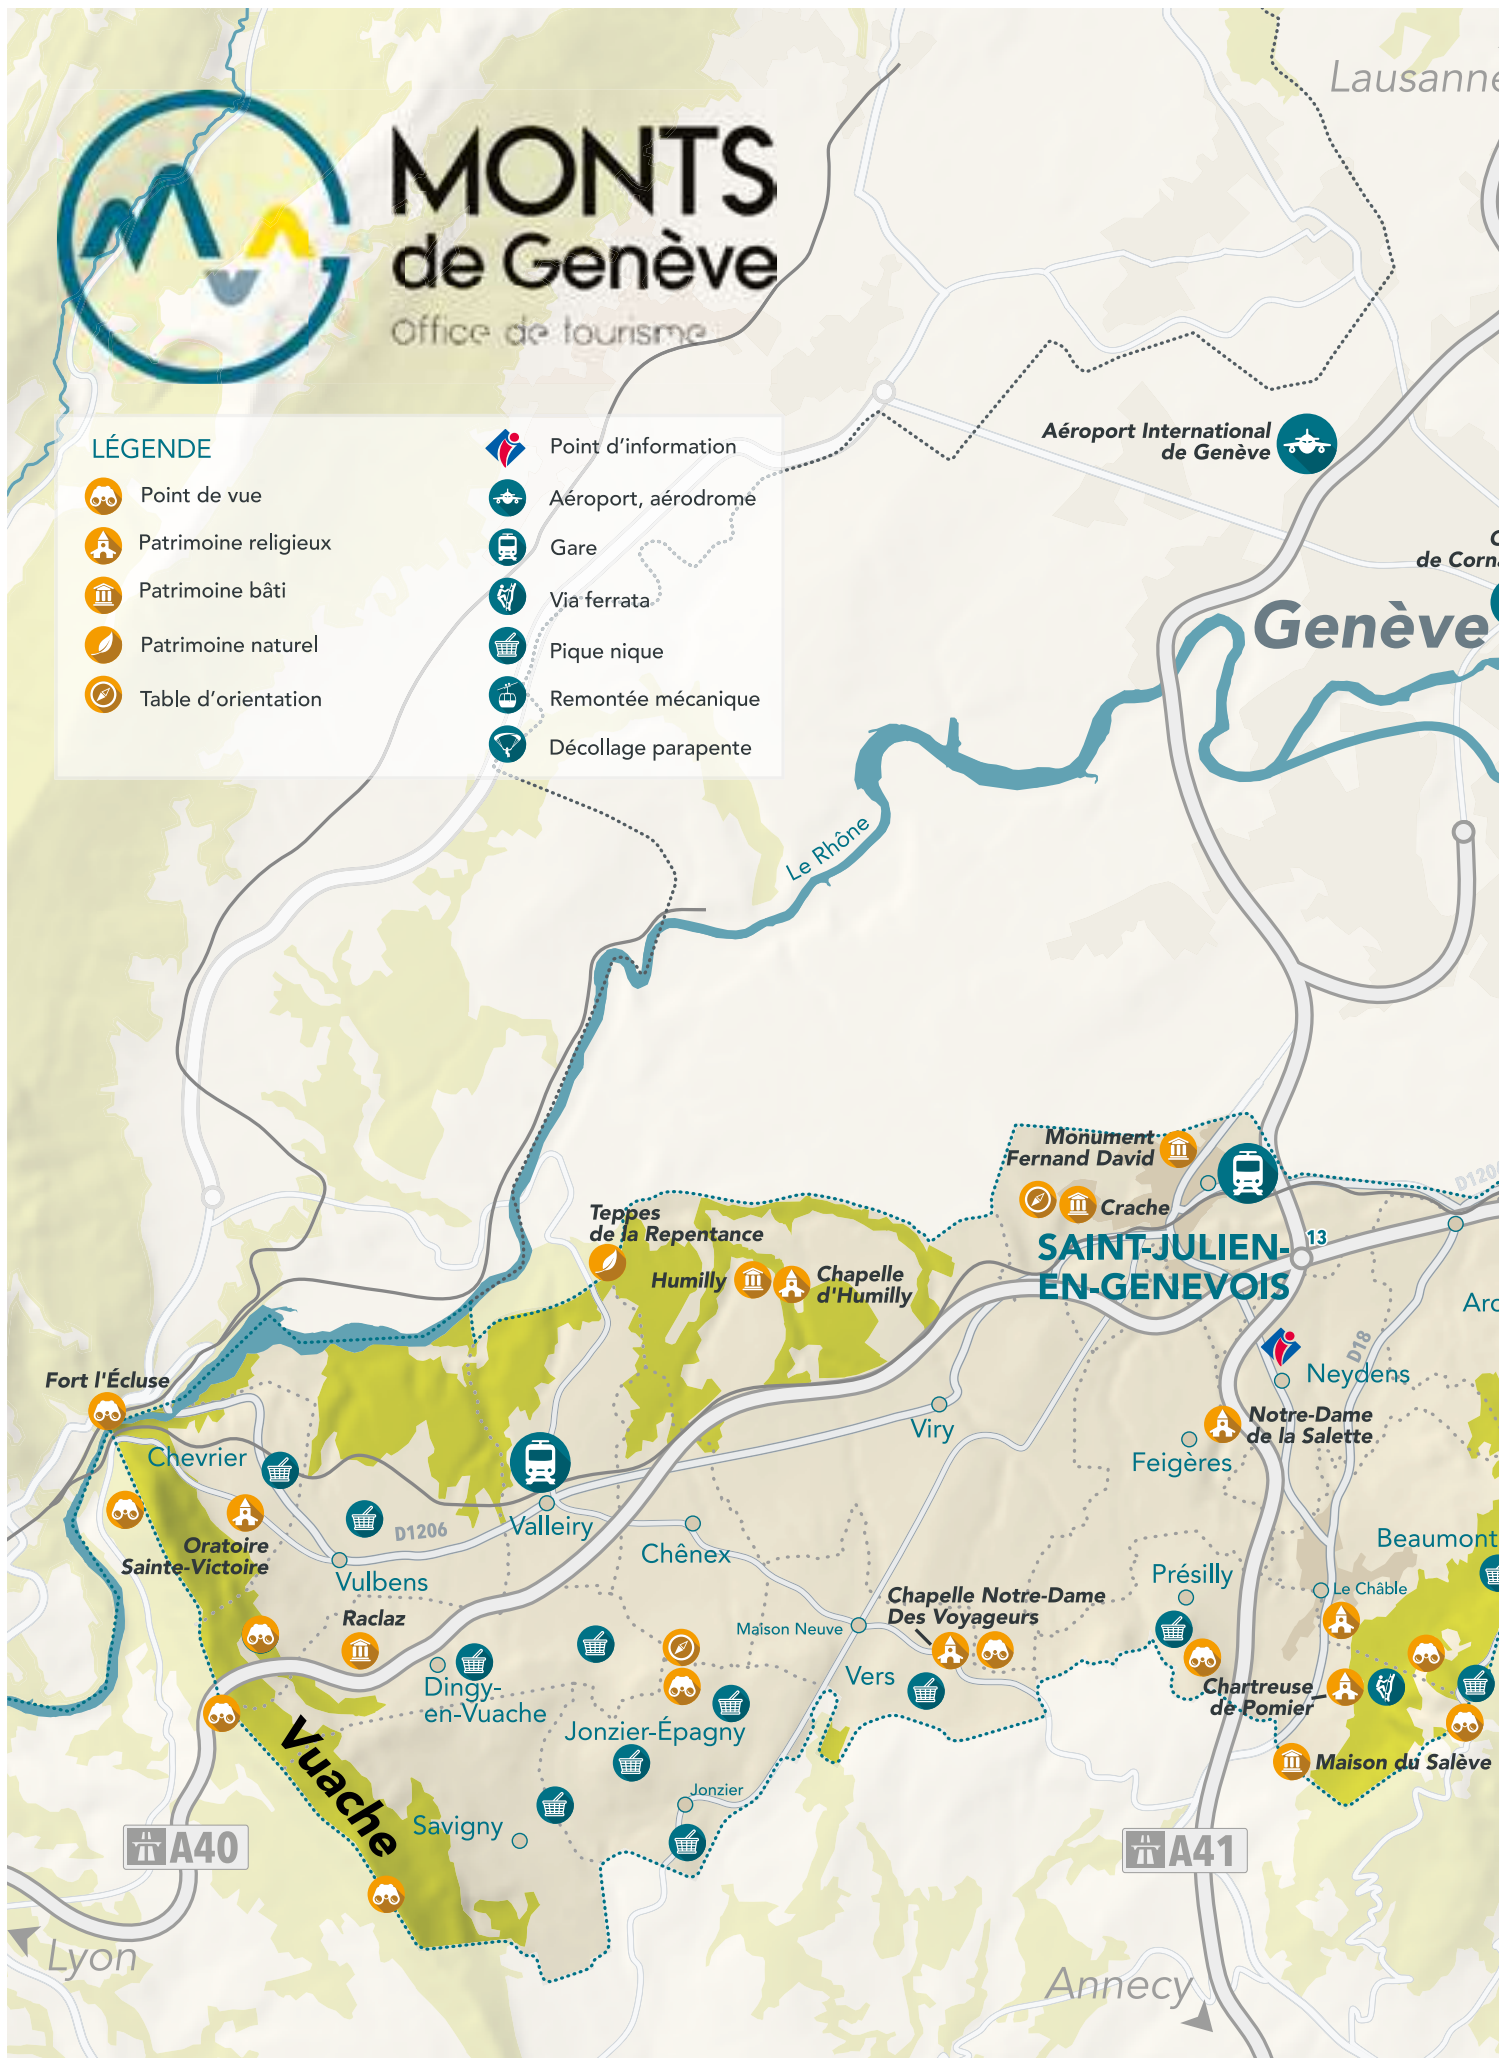 Lausanne
MONTS
de Genève
Office de tourisme
LÉGENDE
Point de vue
Patrimoine religieux
Patrimoine bâti
Patrimoine naturel
Table d'orientation
Point d'information
Aéroport, aérodrome
Gare
Via ferrata
Pique nique
Remontée mécanique
Décollage parapente
Aéroport International
de Genève
de Corna
Genève
Le Rhône
Monument
Fernand David
Crache
D1206
13
SAINT-JULIEN-
EN-GENEVOIS
Teppes
de la Repentance
Humilly
Chapelle
d'Humilly
Arc
D18
Neydens
Fort l'Écluse
Notre-Dame
de la Salette
Viry
Feigères
Chevrier
Valleiry
D1206
Chênex
Oratoire
Sainte-Victoire
Vulbens
Beaumont
Présilly
Le Châble
Raclaz
Chapelle Notre-Dame
Des Voyageurs
Maison Neuve
Vers
Dingy-
en-Vuache
Jonzier-Épagny
Chartreuse
de Pomier
Maison du Salève
Vuache
Jonzier
Savigny
A40
A41
Lyon
Annecy